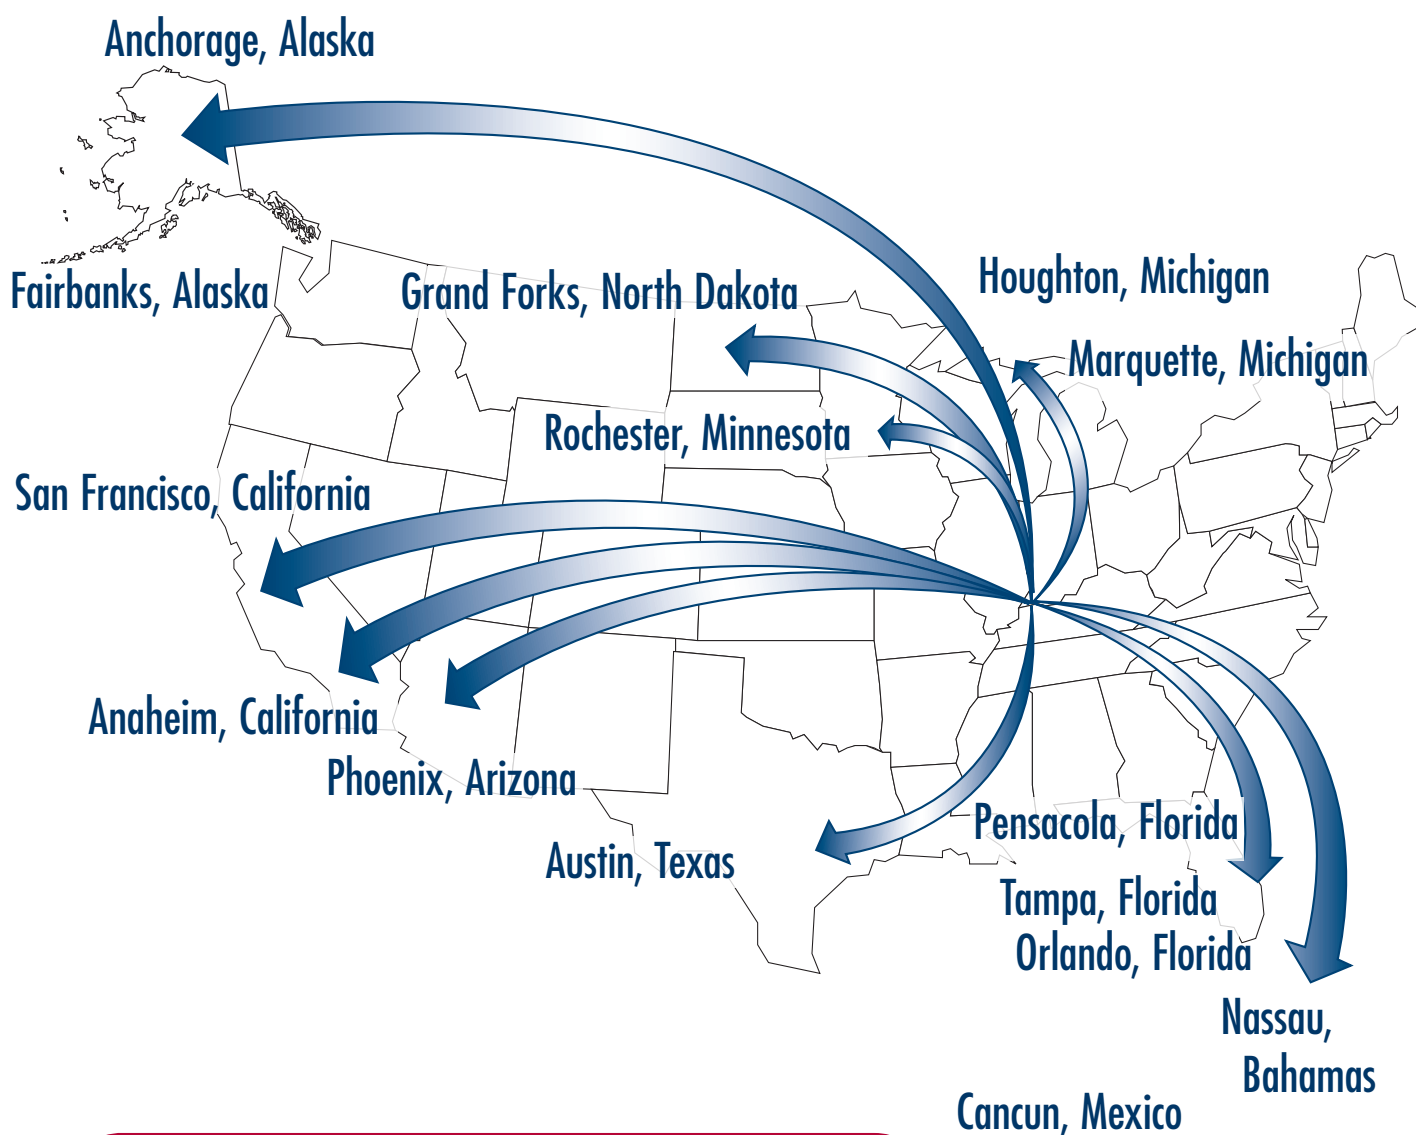 Anchorage, Alaska
Fairbanks, Alaska
Grand Forks, North Dakota
Houghton, Michigan
Marquette, Michigan
Rochester, Minnesota
San Francisco, California
Anaheim, California
Phoenix, Arizona
Austin, Texas
Pensacola, Florida
Tampa, Florida
Orlando, Florida
Nassau,
Bahamas
Cancun, Mexico